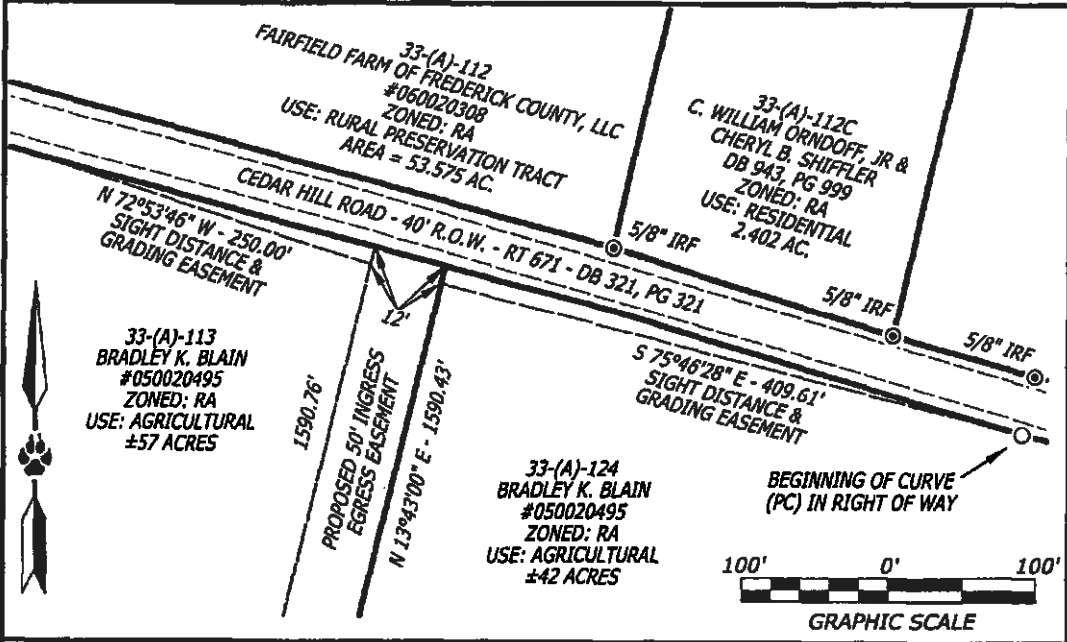 33-(A)-112
FAIRFIELD FARM OF FREDERICK COUNTY, LLC
#060020308
ZONED: RA
USE: RURAL PRESERVATION TRACT
AREA = 53.575 AC.
33-(A)-112C
C. WILLIAM ORNDOFF, JR &
CHERYL B. SHIFFLER
DB 943, PG 999
ZONED: RA
USE: RESIDENTIAL
2.402 AC.
CEDAR HILL ROAD - 40' R.O.W. - RT 671 - DB 321, PG 321
5/8" IRF
5/8" IRF
5/8" IRF
N 72°53'46" W - 250.00'
SIGHT DISTANCE &
GRADING EASEMENT
12'
S 75°46'28" E - 409.61'
SIGHT DISTANCE &
GRADING EASEMENT
33-(A)-113
BRADLEY K. BLAIN
#050020495
ZONED: RA
USE: AGRICULTURAL
±57 ACRES
1590.76'
PROPOSED 50' INGRESS
EGRESS EASEMENT
N 13°43'00" E - 1590.43'
33-(A)-124
BRADLEY K. BLAIN
#050020495
ZONED: RA
USE: AGRICULTURAL
±42 ACRES
BEGINNING OF CURVE
(PC) IN RIGHT OF WAY
100' 0' 100'
GRAPHIC SCALE